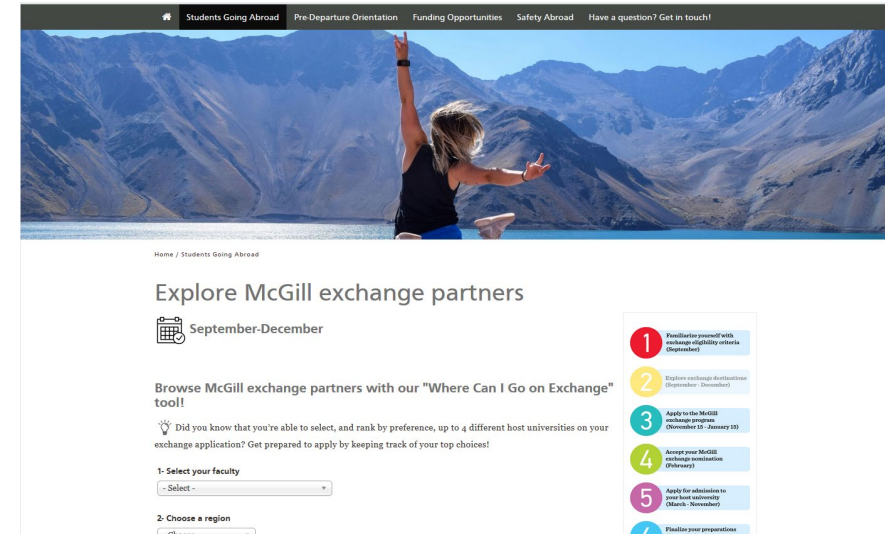 Students Going Abroad Pre-Departure Orientation Funding Opportunities Safety Abroad Have a question? Get in touch!
Home / Students Going Abroad
Explore McGill exchange partners
September-December
Browse McGill exchange partners with our "Where Can I Go on Exchange"
tool!
Did you know that you're able to select, and rank by preference, up to 4 different host universities on your
exchange application? Get prepared to apply by keeping track of your top choices!
1- Select your faculty
- Select -
2- Choose a region
1
Familiarize yourself with
exchange eligibility criteria
(September)
2
Explore exchange destinations
(September - December)
3
Apply to the McGill
exchange program
(November 15 - January 15)
4
Accept your McGill
exchange nomination
(February)
5
Apply for admission to
your host university
(March - November)
6
Finalize your preparations